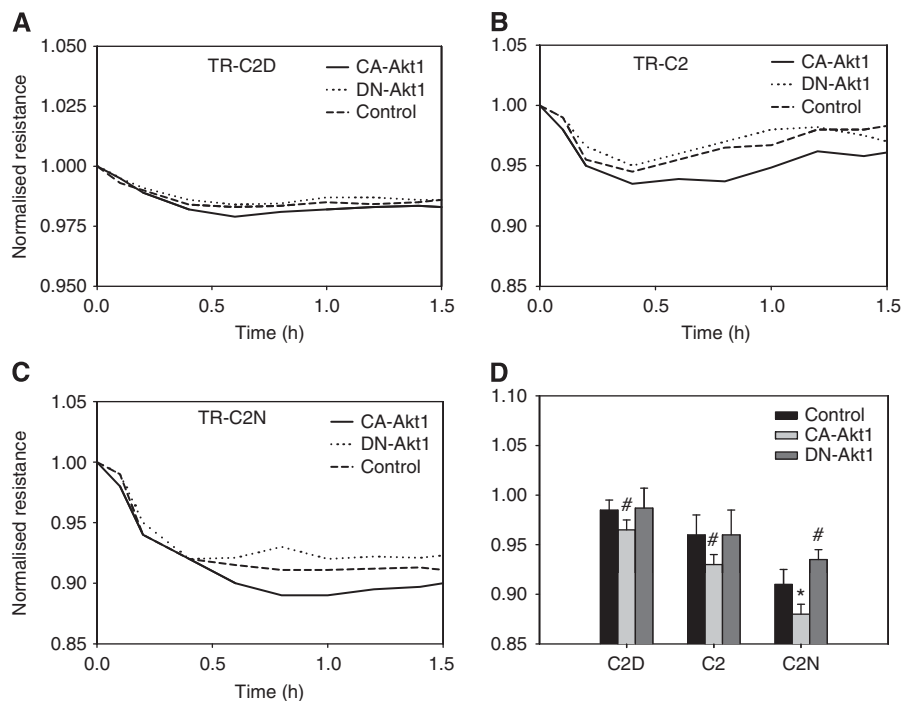 A
TR-C2D
CA-Akt1
DN-Akt1
Control
Normalised resistance
1.050
1.025
1.000
0.975
0.950
0.0 0.5 1.0 1.5
Time (h)
B
TR-C2
CA-Akt1
DN-Akt1
Control
1.05
1.00
0.95
0.90
0.85
0.0 0.5 1.0 1.5
Time (h)
C
TR-C2N
CA-Akt1
DN-Akt1
Control
Normalised resistance
1.05
1.00
0.95
0.90
0.85
0.0 0.5 1.0 1.5
Time (h)
D
Control
CA-Akt1
DN-Akt1
1.10
1.05
1.00
0.95
0.90
0.85
# # * #
C2D C2 C2N